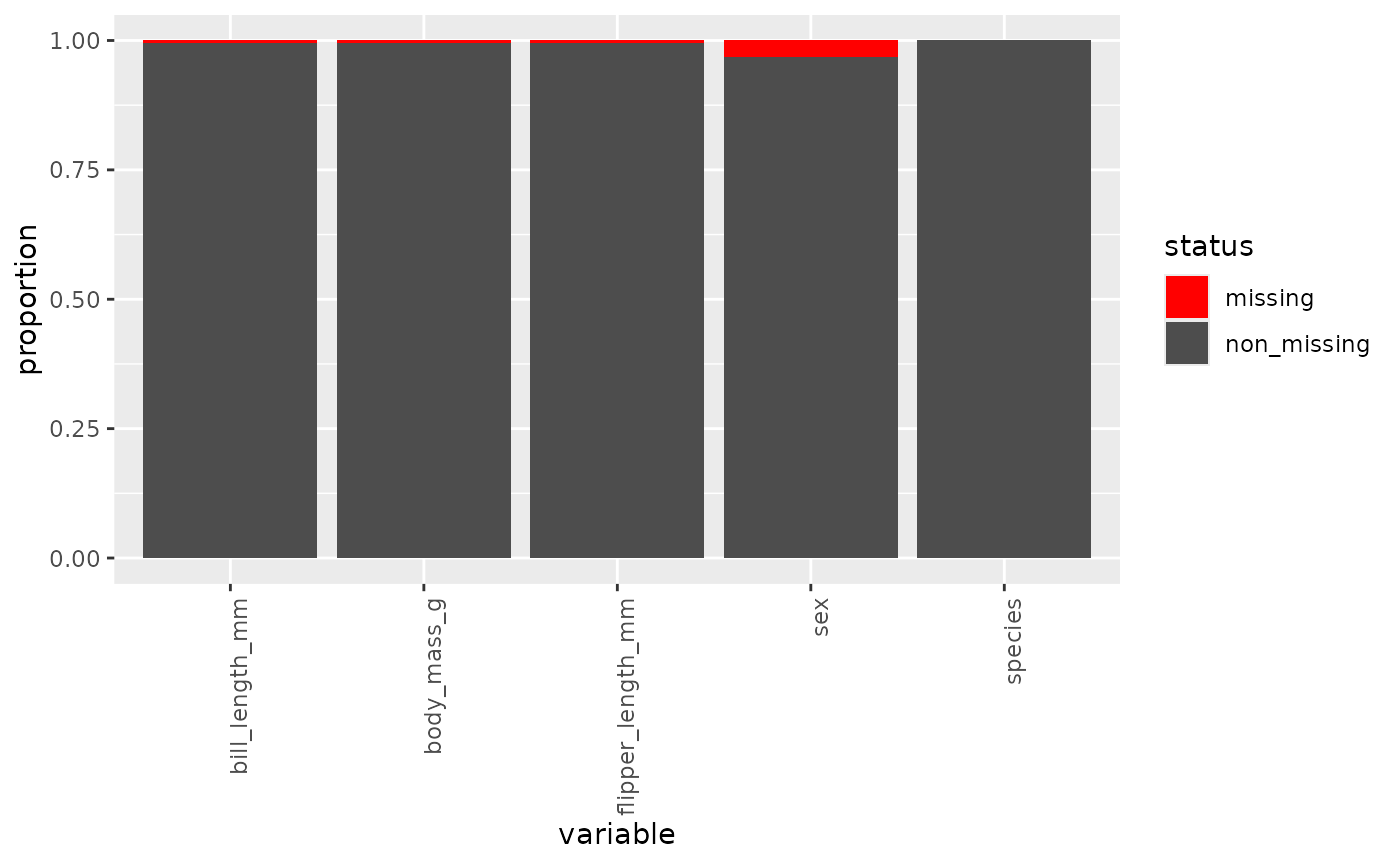 1.00
0.75
0.50
0.25
0.00
proportion
bill_length_mm
body_mass_g
flipper_length_mm
sex
species
variable
status
missing
non_missing